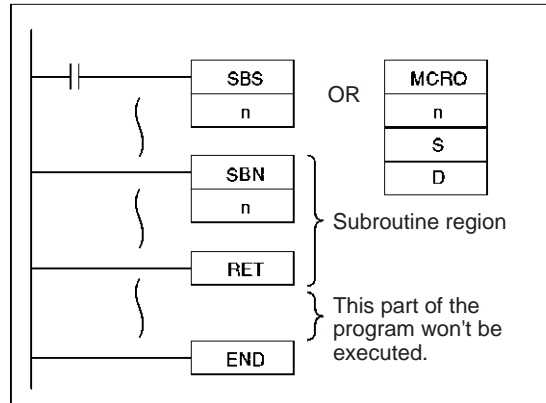 SBS
n
OR
MCRO
n
S
D
SBN
n
Subroutine region
RET
This part of the
program won't be
executed.
END